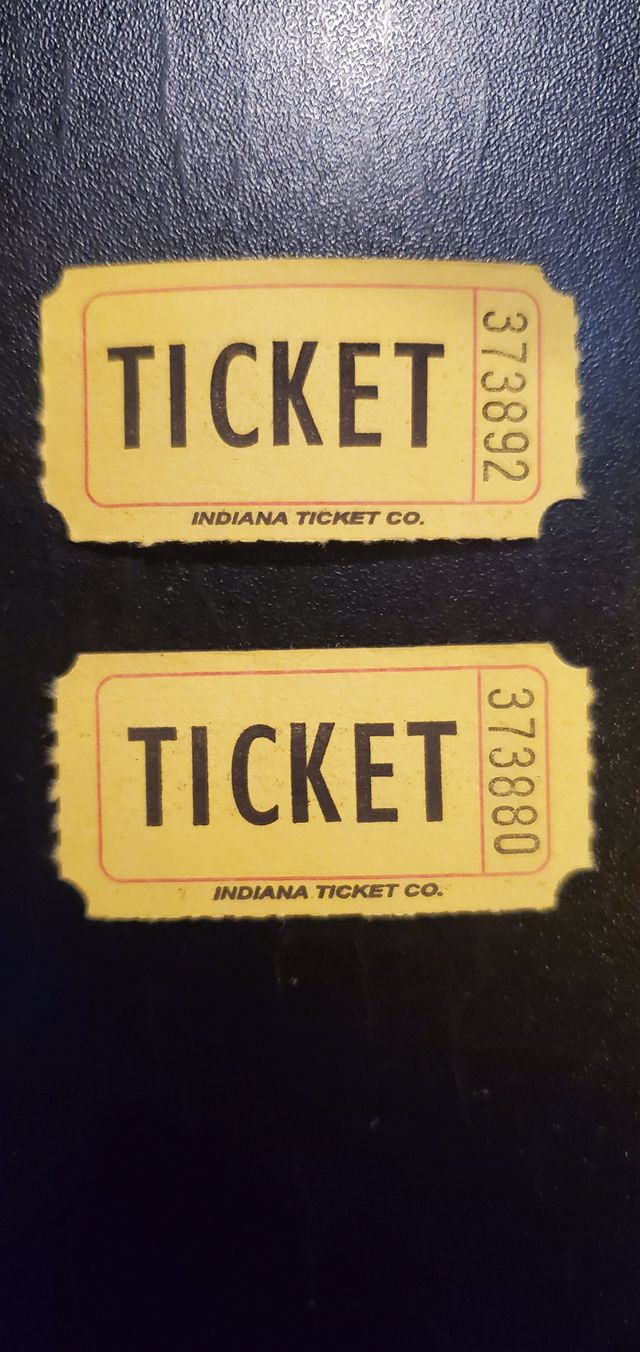 TICKET
373892
INDIANA TICKET CO.
TICKET
373880
INDIANA TICKET CO.